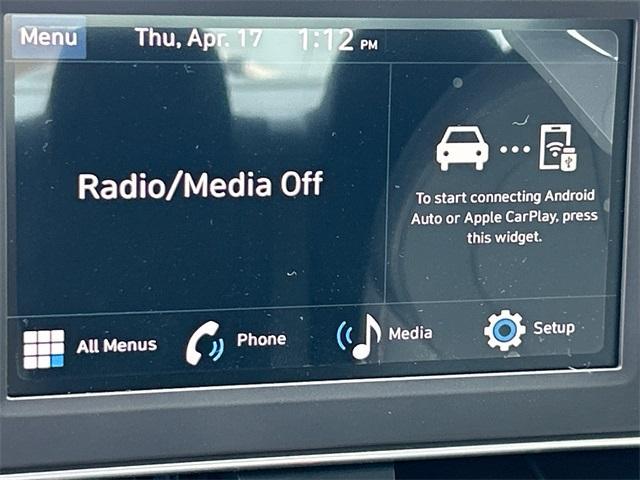 Menu
Thu, Apr. 17
1:12 PM
Radio/Media Off
To start connecting Android
Auto or Apple CarPlay, press
this widget.
All Menus
Phone
Media
Setup